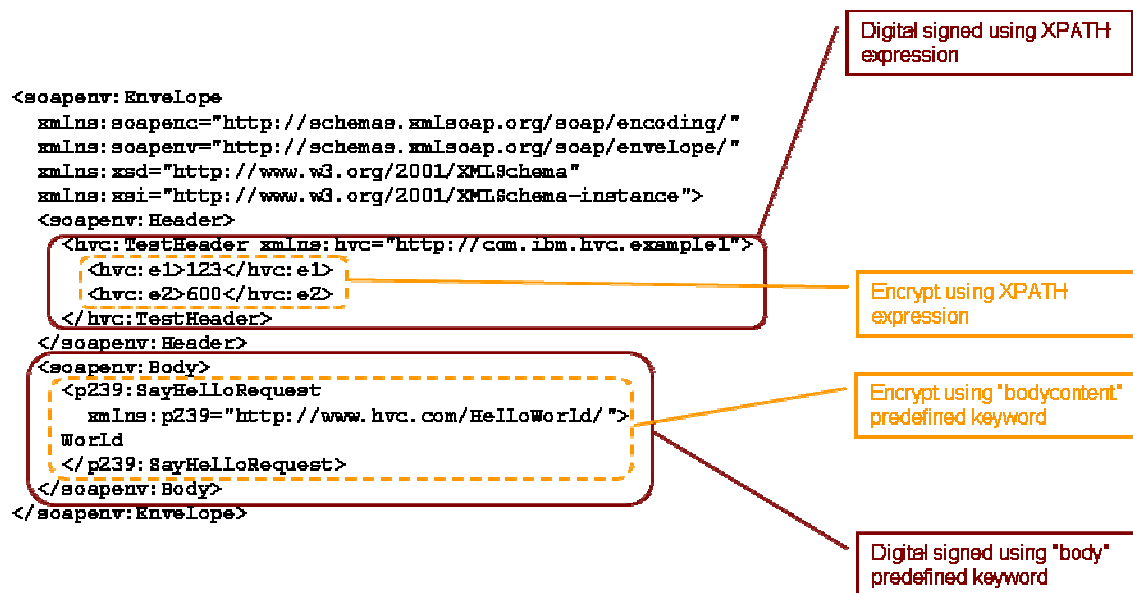 Digital signed using XPATH
expression
<soapenv:Envelope
xmlns:soapenc="http://schemas.xmlsoap.org/soap/encoding/"
xmlns:soapenv="http://schemas.xmlsoap.org/soap/envelope/"
xmlns:xsd="http://www.w3.org/2001/XMLSchema"
xmlns:xsi="http://www.w3.org/2001/XMLSchema-instance">
<soapenv:Header>
<hvc:TestHeader xmlns:hvc="http://com.ibm.hvc.example1">
<hvc:e1>123</hvc:e1>
<hvc:e2>600</hvc:e2>
</hvc:TestHeader>
</soapenv:Header>
Encrypt using XPATH
expression
<soapenv:Body>
<p239:SayHelloRequest
xmlns:p239="http://www.hvc.com/HelloWorld/">
World
</p239:SayHelloRequest>
</soapenv:Body>
</soapenv:Envelope>
Encrypt using "bodycontent"
predefined keyword
Digital signed using "body"
predefined keyword